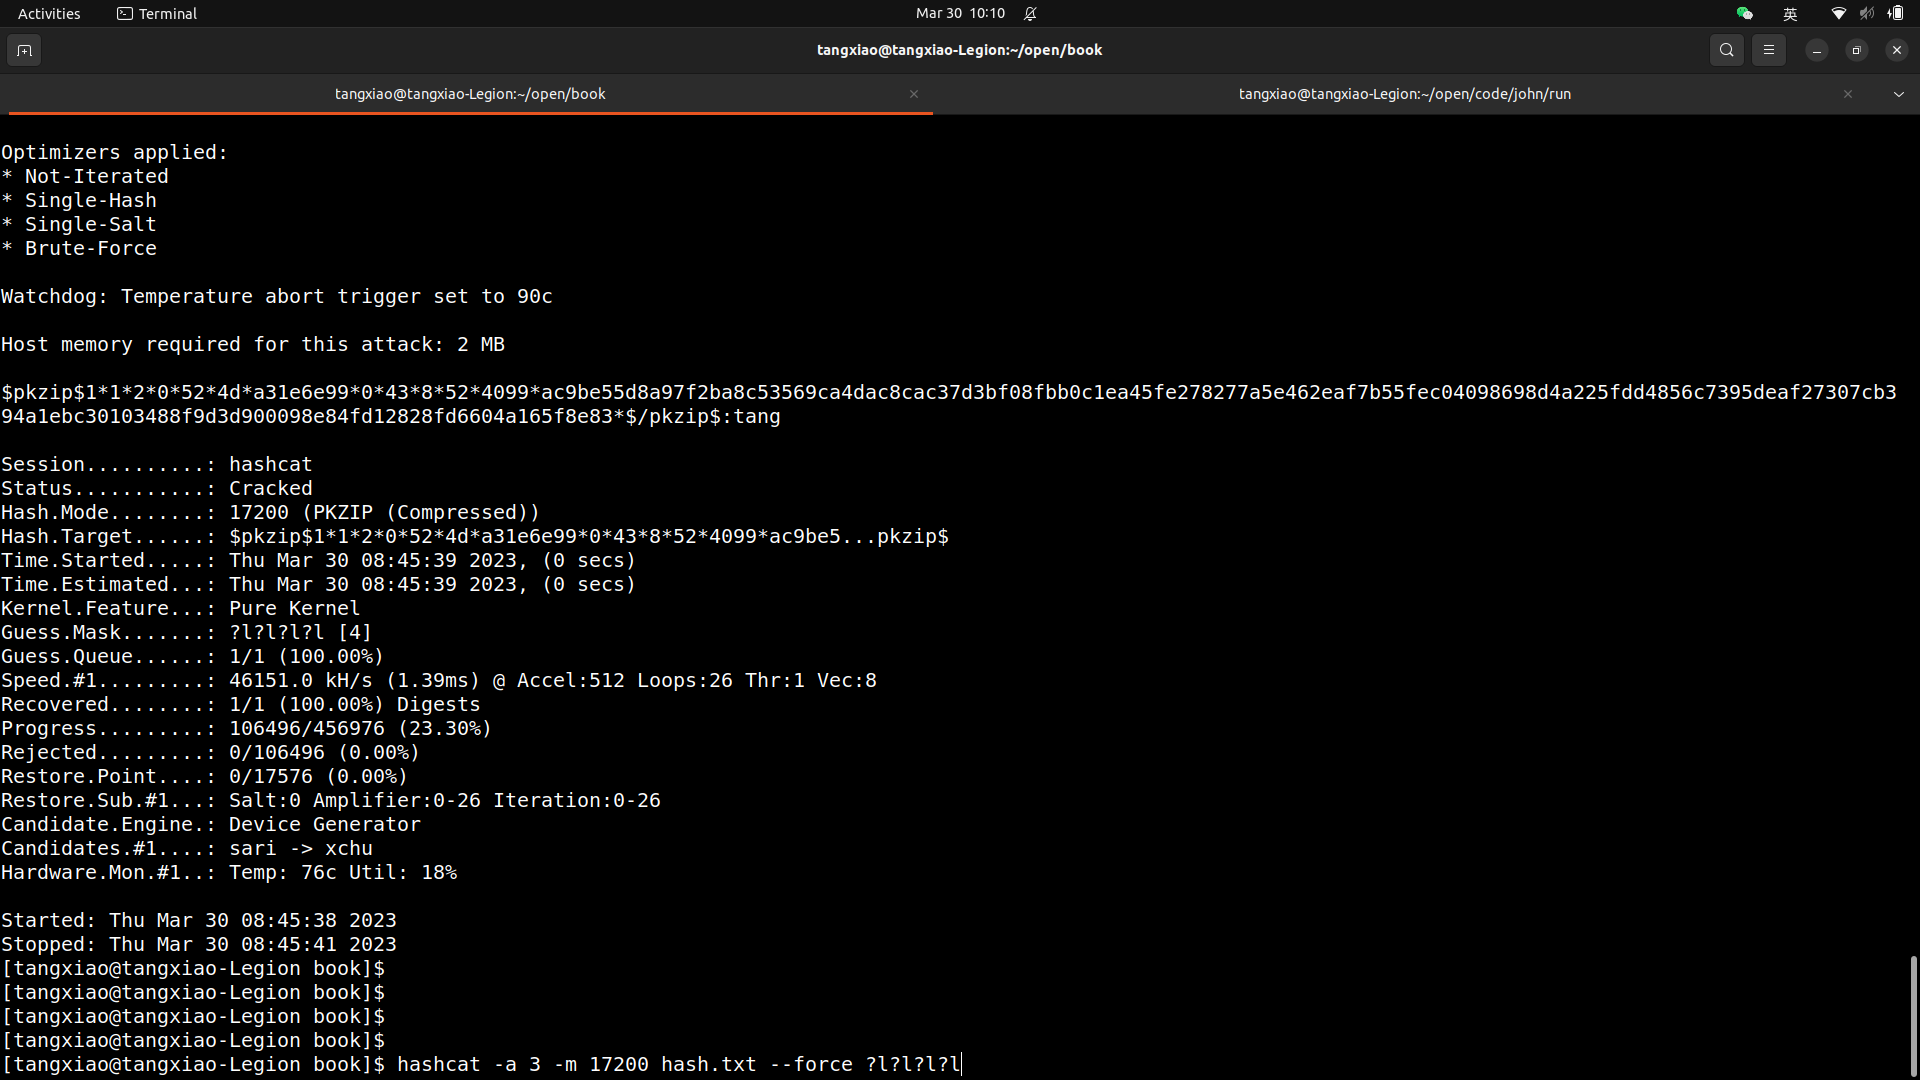 Activities Terminal Mar 30 10:10 英
tangxiao@tangxiao-Legion:~/open/book
tangxiao@tangxiao-Legion:~/open/book tangxiao@tangxiao-Legion:~/open/code/john/run
Optimizers applied:
* Not-Iterated
* Single-Hash
* Single-Salt
* Brute-Force
Watchdog: Temperature abort trigger set to 90c
Host memory required for this attack: 2 MB
$pkzip$1*1*2*0*52*4d*a31e6e99*0*43*8*52*4099*ac9be55d8a97f2ba8c53569ca4dac8cac37d3bf08fbb0c1ea45fe278277a5e462eaf7b55fec04098698d4a225fdd4856c7395deaf27307cb3
94a1ebc30103488f9d3d900098e84fd12828fd6604a165f8e83*$/pkzip$:tang
Session..........: hashcat
Status...........: Cracked
Hash.Mode........: 17200 (PKZIP (Compressed))
Hash.Target......: $pkzip$1*1*2*0*52*4d*a31e6e99*0*43*8*52*4099*ac9be5...pkzip$
Time.Started.....: Thu Mar 30 08:45:39 2023, (0 secs)
Time.Estimated...: Thu Mar 30 08:45:39 2023, (0 secs)
Kernel.Feature...: Pure Kernel
Guess.Mask.......: ?l?l?l?l [4]
Guess.Queue......: 1/1 (100.00%)
Speed.#1.........: 46151.0 kH/s (1.39ms) @ Accel:512 Loops:26 Thr:1 Vec:8
Recovered........: 1/1 (100.00%) Digests
Progress.........: 106496/456976 (23.30%)
Rejected.........: 0/106496 (0.00%)
Restore.Point....: 0/17576 (0.00%)
Restore.Sub.#1...: Salt:0 Amplifier:0-26 Iteration:0-26
Candidate.Engine.: Device Generator
Candidates.#1....: sari -> xchu
Hardware.Mon.#1..: Temp: 76c Util: 18%
Started: Thu Mar 30 08:45:38 2023
Stopped: Thu Mar 30 08:45:41 2023
[tangxiao@tangxiao-Legion book]$
[tangxiao@tangxiao-Legion book]$
[tangxiao@tangxiao-Legion book]$
[tangxiao@tangxiao-Legion book]$
[tangxiao@tangxiao-Legion book]$ hashcat -a 3 -m 17200 hash.txt --force ?l?l?l?l